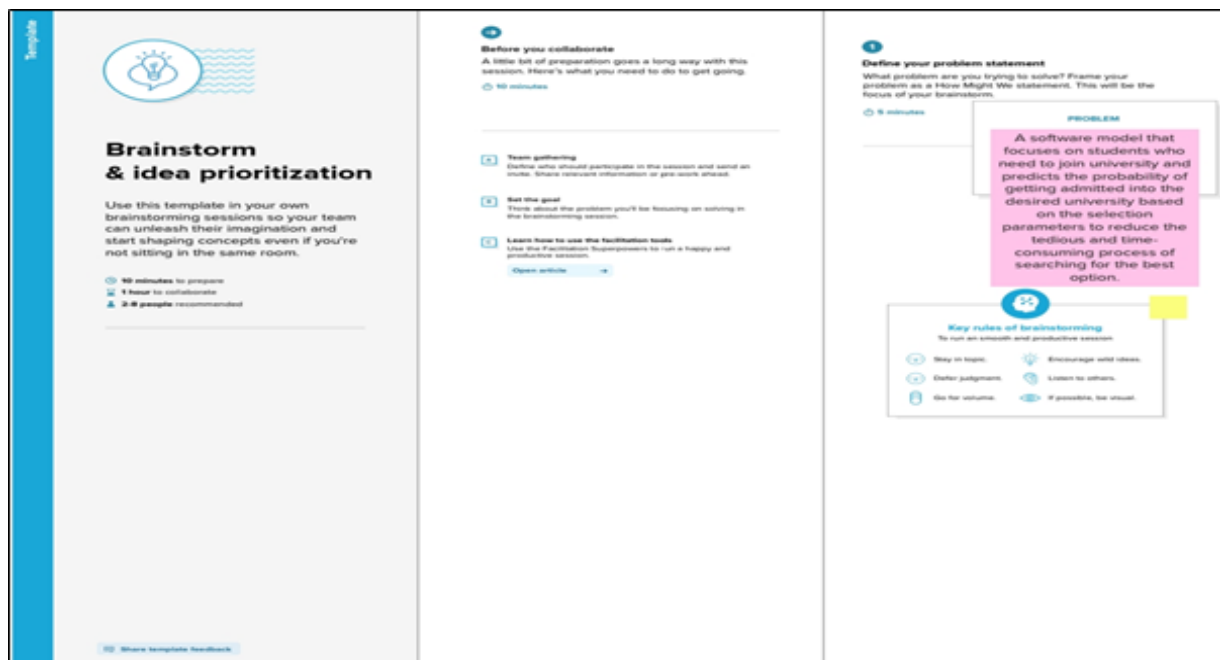 Template
Brainstorm
& idea prioritization
Use this template in your own
brainstorming sessions so your team
can unleash their imagination and
start shaping concepts even if you're
not sitting in the same room.
10 minutes to prepare
1 hour to collaborate
2-8 people recommended
Share template feedback
Before you collaborate
A little bit of preparation goes a long way with this
session. Here's what you need to do to get going.
10 minutes
A
Team gathering
Define who should participate in the session and send an
invite. Share relevant information or pre-work ahead.
B
Set the goal
Think about the problem you'll be focusing on solving in
the brainstorming session.
C
Learn how to use the facilitation tools
Use the Facilitation Superpowers to run a happy and
productive session.
Open article
1
Define your problem statement
What problem are you trying to solve? Frame your
problem as a How Might We statement. This will be the
focus of your brainstorm.
5 minutes
PROBLEM
A software model that
focuses on students who
need to join university and
predicts the probability of
getting admitted into the
desired university based
on the selection
parameters to reduce the
tedious and time-
consuming process of
searching for the best
option.
Key rules of brainstorming
To run an smooth and productive session
Stay in topic.
Encourage wild ideas.
Defer judgment.
Listen to others.
Go for volume.
If possible, be visual.